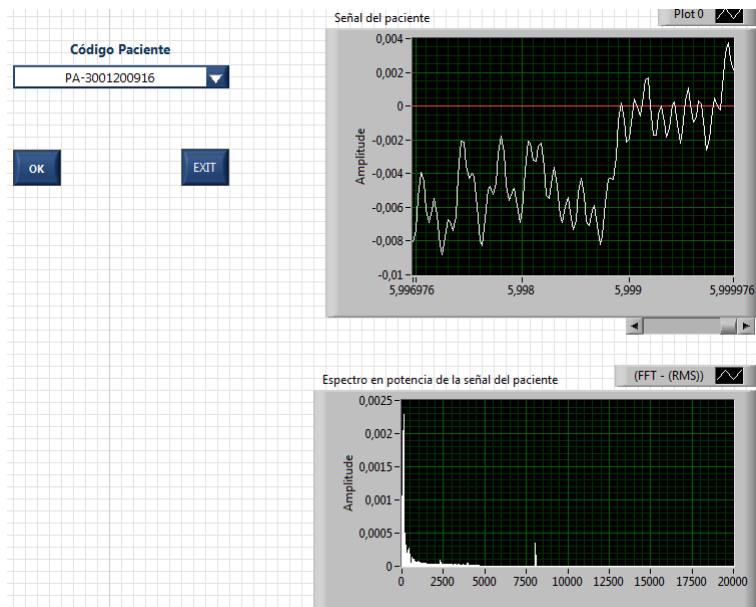 Código Paciente
PA-3001200916
OK
EXIT
Señal del paciente
Plot 0
0,004
0,002
0
-0,002
-0,004
-0,006
-0,008
-0,01
Amplitude
5,996976
5,998
5,999
5,999976
Espectro en potencia de la señal del paciente
(FFT - (RMS))
0,0025
0,002
0,0015
0,001
0,0005
0
Amplitude
0
2500
5000
7500
10000
12500
15000
17500
20000